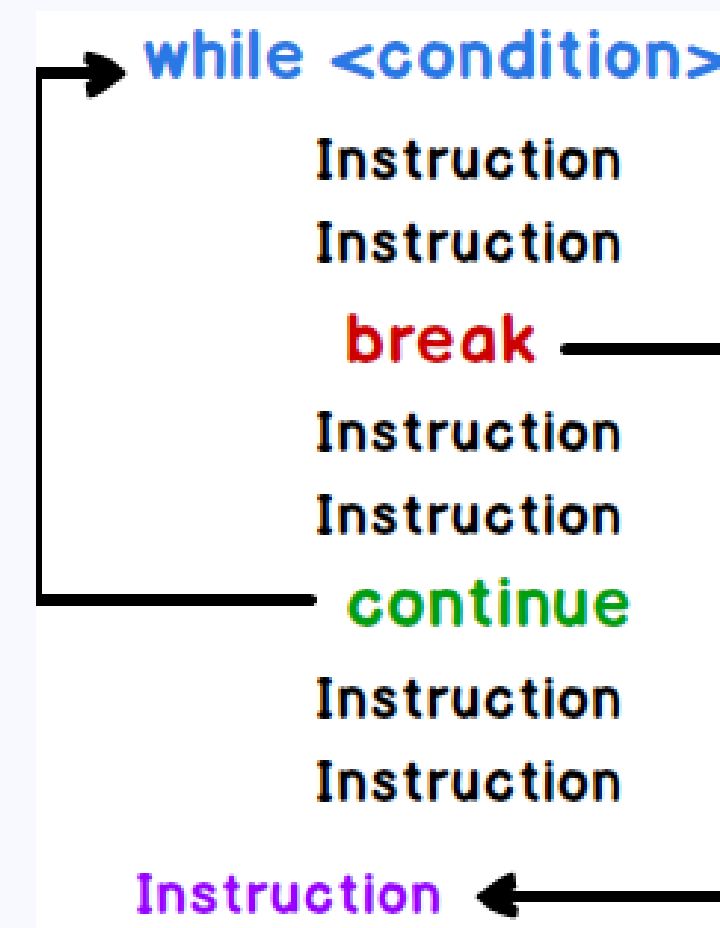 while <condition>
Instruction
Instruction
break
Instruction
Instruction
continue
Instruction
Instruction
Instruction